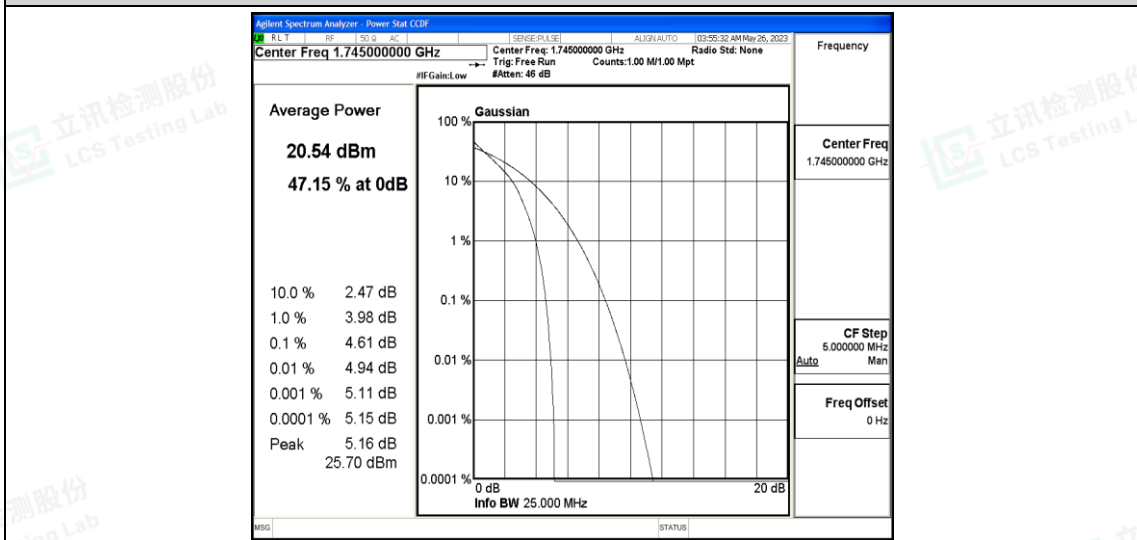 Agilent Spectrum Analyzer - Power Stat CCDF
LXI RLT RF 50 Ω AC SENSE:PULSE ALIGN AUTO 03:55:32 AM May 26, 2023
Center Freq 1.745000000 GHz
Center Freq: 1.745000000 GHz Radio Std: None
Trig: Free Run Counts:1.00 M/1.00 Mpt
#IFGain:Low #Atten: 46 dB
Frequency
Average Power
20.54 dBm
47.15 % at 0dB
10.0 % 2.47 dB
1.0 % 3.98 dB
0.1 % 4.61 dB
0.01 % 4.94 dB
0.001 % 5.11 dB
0.0001 % 5.15 dB
Peak 5.16 dB
25.70 dBm
Gaussian
100 %
10 %
1 %
0.1 %
0.01 %
0.001 %
0.0001 %
0 dB 20 dB
Info BW 25.000 MHz
Center Freq
1.745000000 GHz
CF Step
5.000000 MHz
Auto Man
Freq Offset
0 Hz
MSG STATUS
立讯检测股份
LCS Testing Lab
立讯检测股份
LCS Testing L
测股份
ing Lab
立